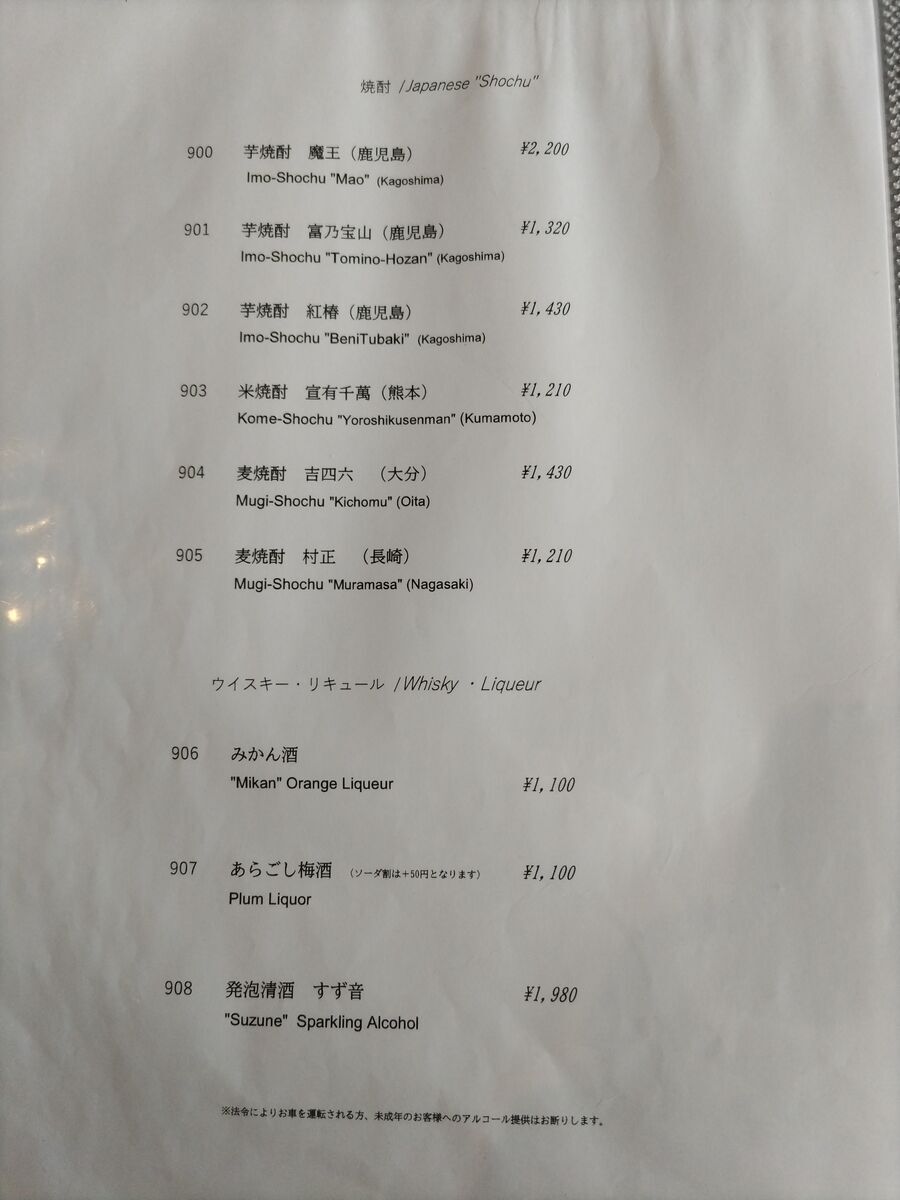 焼酎 /Japanese "Shochu"
900 芋焼酎 魔王（鹿児島） ¥2,200
Imo-Shochu "Mao" (Kagoshima)
901 芋焼酎 富乃宝山（鹿児島） ¥1,320
Imo-Shochu "Tomino-Hozan" (Kagoshima)
902 芋焼酎 紅椿（鹿児島） ¥1,430
Imo-Shochu "BeniTubaki" (Kagoshima)
903 米焼酎 宣有千萬（熊本） ¥1,210
Kome-Shochu "Yoroshikusenman" (Kumamoto)
904 麦焼酎 吉四六 （大分） ¥1,430
Mugi-Shochu "Kichomu" (Oita)
905 麦焼酎 村正 （長崎） ¥1,210
Mugi-Shochu "Muramasa" (Nagasaki)
ウイスキー・リキュール /Whisky ・Liqueur
906 みかん酒
"Mikan" Orange Liqueur ¥1,100
907 あらごし梅酒 （ソーダ割は＋50円となります） ¥1,100
Plum Liquor
908 発泡清酒 すず音 ¥1,980
"Suzune" Sparkling Alcohol
※法令によりお車を運転される方、未成年のお客様へのアルコール提供はお断りします。